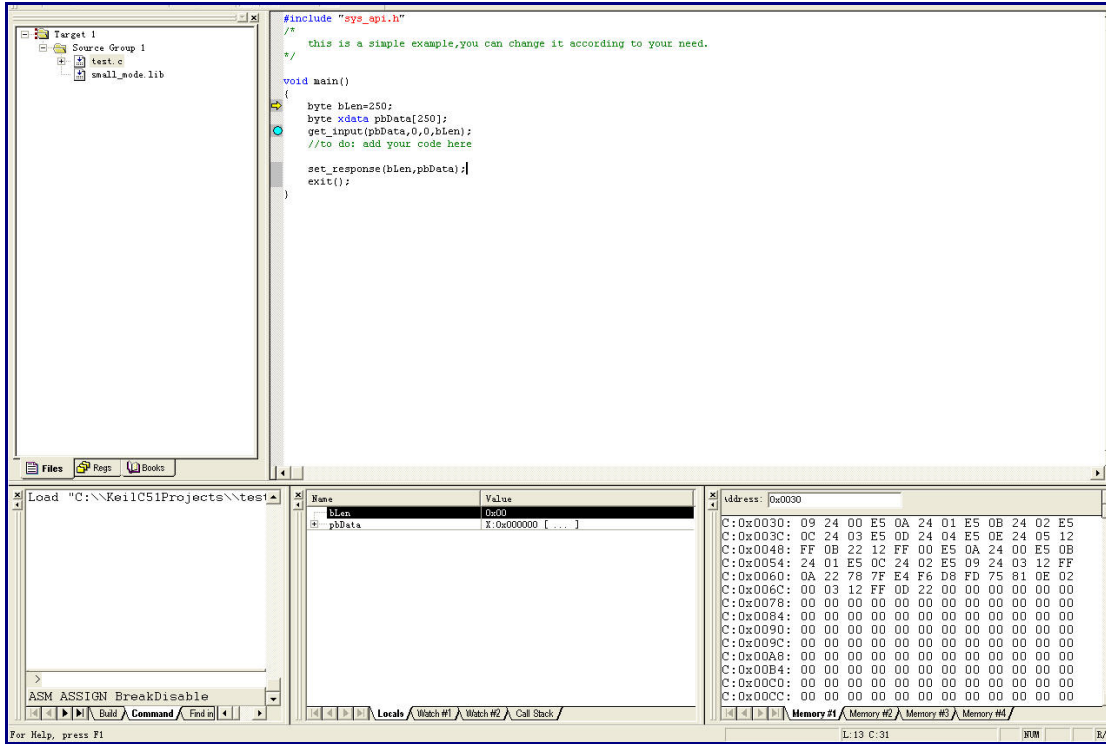 Target 1
Source Group 1
test.c
small_mode.lib
Files Regs Books
#include "sys_api.h"
/*
this is a simple example,you can change it according to your need.
*/
void main()
{
byte bLen=250;
byte xdata pbData[250];
get_input(pbData,0,0,bLen);
//to do: add your code here
set_response(bLen,pbData);
exit();
}
Load "C:\\KeilC51Projects\\test
>
ASM ASSIGN BreakDisable
Build Command Find in
Name Value
bLen 0x00
pbData X:0x000000 [ ... ]
Locals Watch #1 Watch #2 Call Stack
ddress: 0x0030
C:0x0030: 09 24 00 E5 0A 24 01 E5 0B 24 02 E5
C:0x003C: 0C 24 03 E5 0D 24 04 E5 0E 24 05 12
C:0x0048: FF 0B 22 12 FF 00 E5 0A 24 00 E5 0B
C:0x0054: 24 01 E5 0C 24 02 E5 09 24 03 12 FF
C:0x0060: 0A 22 78 7F E4 F6 D8 FD 75 81 0E 02
C:0x006C: 00 03 12 FF 0D 22 00 00 00 00 00 00
C:0x0078: 00 00 00 00 00 00 00 00 00 00 00 00
C:0x0084: 00 00 00 00 00 00 00 00 00 00 00 00
C:0x0090: 00 00 00 00 00 00 00 00 00 00 00 00
C:0x009C: 00 00 00 00 00 00 00 00 00 00 00 00
C:0x00A8: 00 00 00 00 00 00 00 00 00 00 00 00
C:0x00B4: 00 00 00 00 00 00 00 00 00 00 00 00
C:0x00C0: 00 00 00 00 00 00 00 00 00 00 00 00
C:0x00CC: 00 00 00 00 00 00 00 00 00 00 00 00
Memory #1 Memory #2 Memory #3 Memory #4
For Help, press F1 L:13 C:31 NUM R/